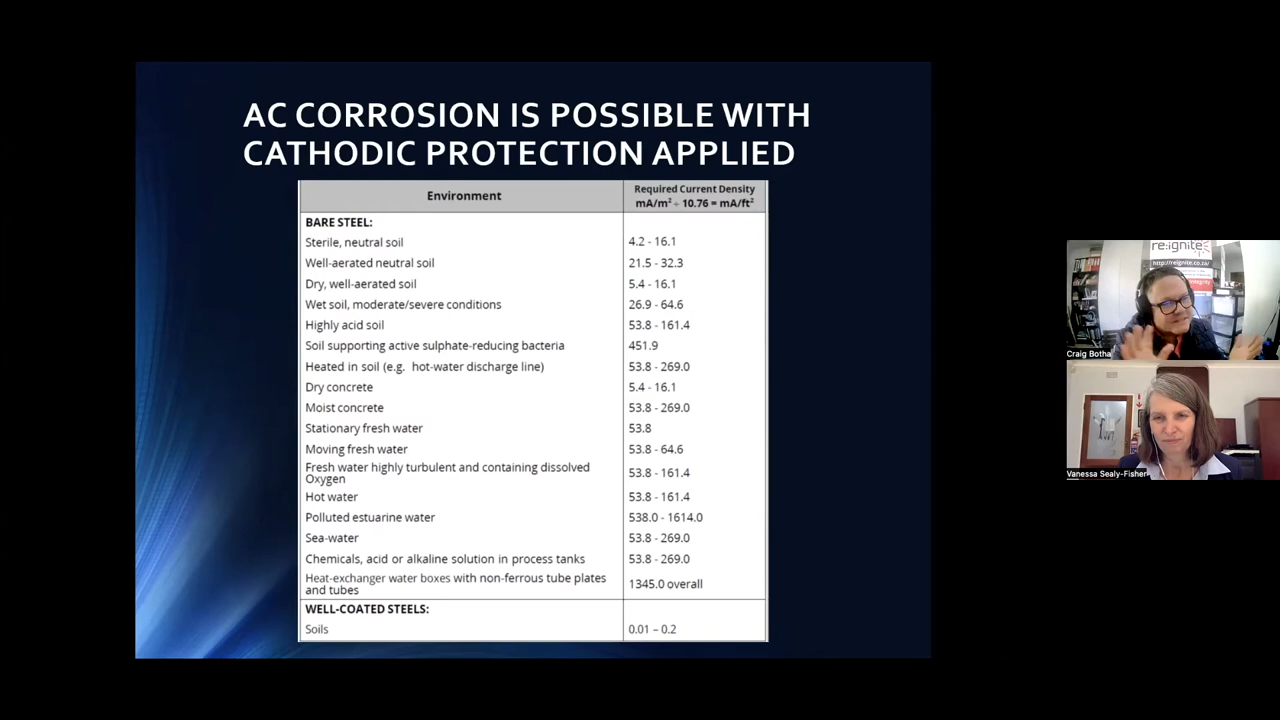 AC CORROSION IS POSSIBLE WITH
CATHODIC PROTECTION APPLIED
Environment
Required Current Density
mA/m² ÷ 10.76 = mA/ft²
BARE STEEL:
Sterile, neutral soil 4.2 - 16.1
Well-aerated neutral soil 21.5 - 32.3
Dry, well-aerated soil 5.4 - 16.1
Wet soil, moderate/severe conditions 26.9 - 64.6
Highly acid soil 53.8 - 161.4
Soil supporting active sulphate-reducing bacteria 451.9
Heated in soil (e.g. hot-water discharge line) 53.8 - 269.0
Dry concrete 5.4 - 16.1
Moist concrete 53.8 - 269.0
Stationary fresh water 53.8
Moving fresh water 53.8 - 64.6
Fresh water highly turbulent and containing dissolved
Oxygen 53.8 - 161.4
Hot water 53.8 - 161.4
Polluted estuarine water 538.0 - 1614.0
Sea-water 53.8 - 269.0
Chemicals, acid or alkaline solution in process tanks 53.8 - 269.0
Heat-exchanger water boxes with non-ferrous tube plates
and tubes 1345.0 overall
WELL-COATED STEELS:
Soils 0.01 – 0.2
re:ignite
http://reignite.co.za/
Craig Botha
Vanessa Sealy-Fisher